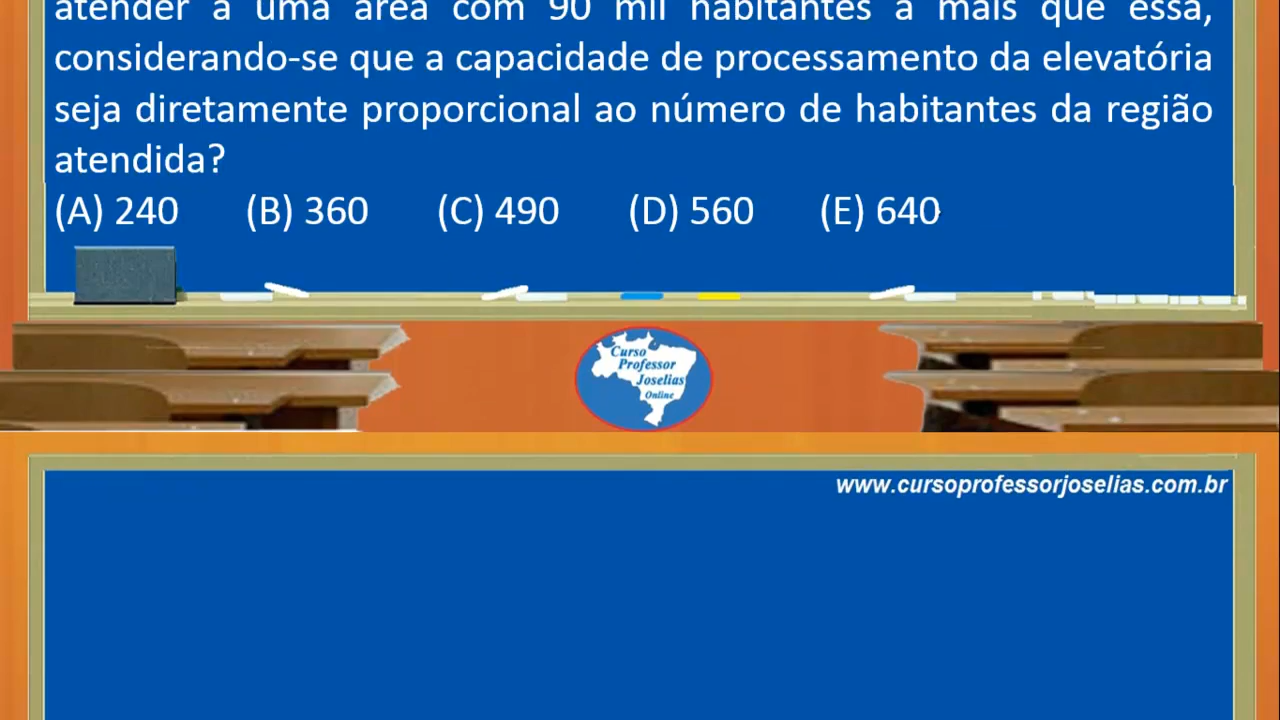 atender a uma área com 90 mil habitantes a mais que essa,
considerando-se que a capacidade de processamento da elevatória
seja diretamente proporcional ao número de habitantes da região
atendida?
(A) 240 (B) 360 (C) 490 (D) 560 (E) 640
Curso
Professor
Joselias
Online
www.cursoprofessorjoselias.com.br